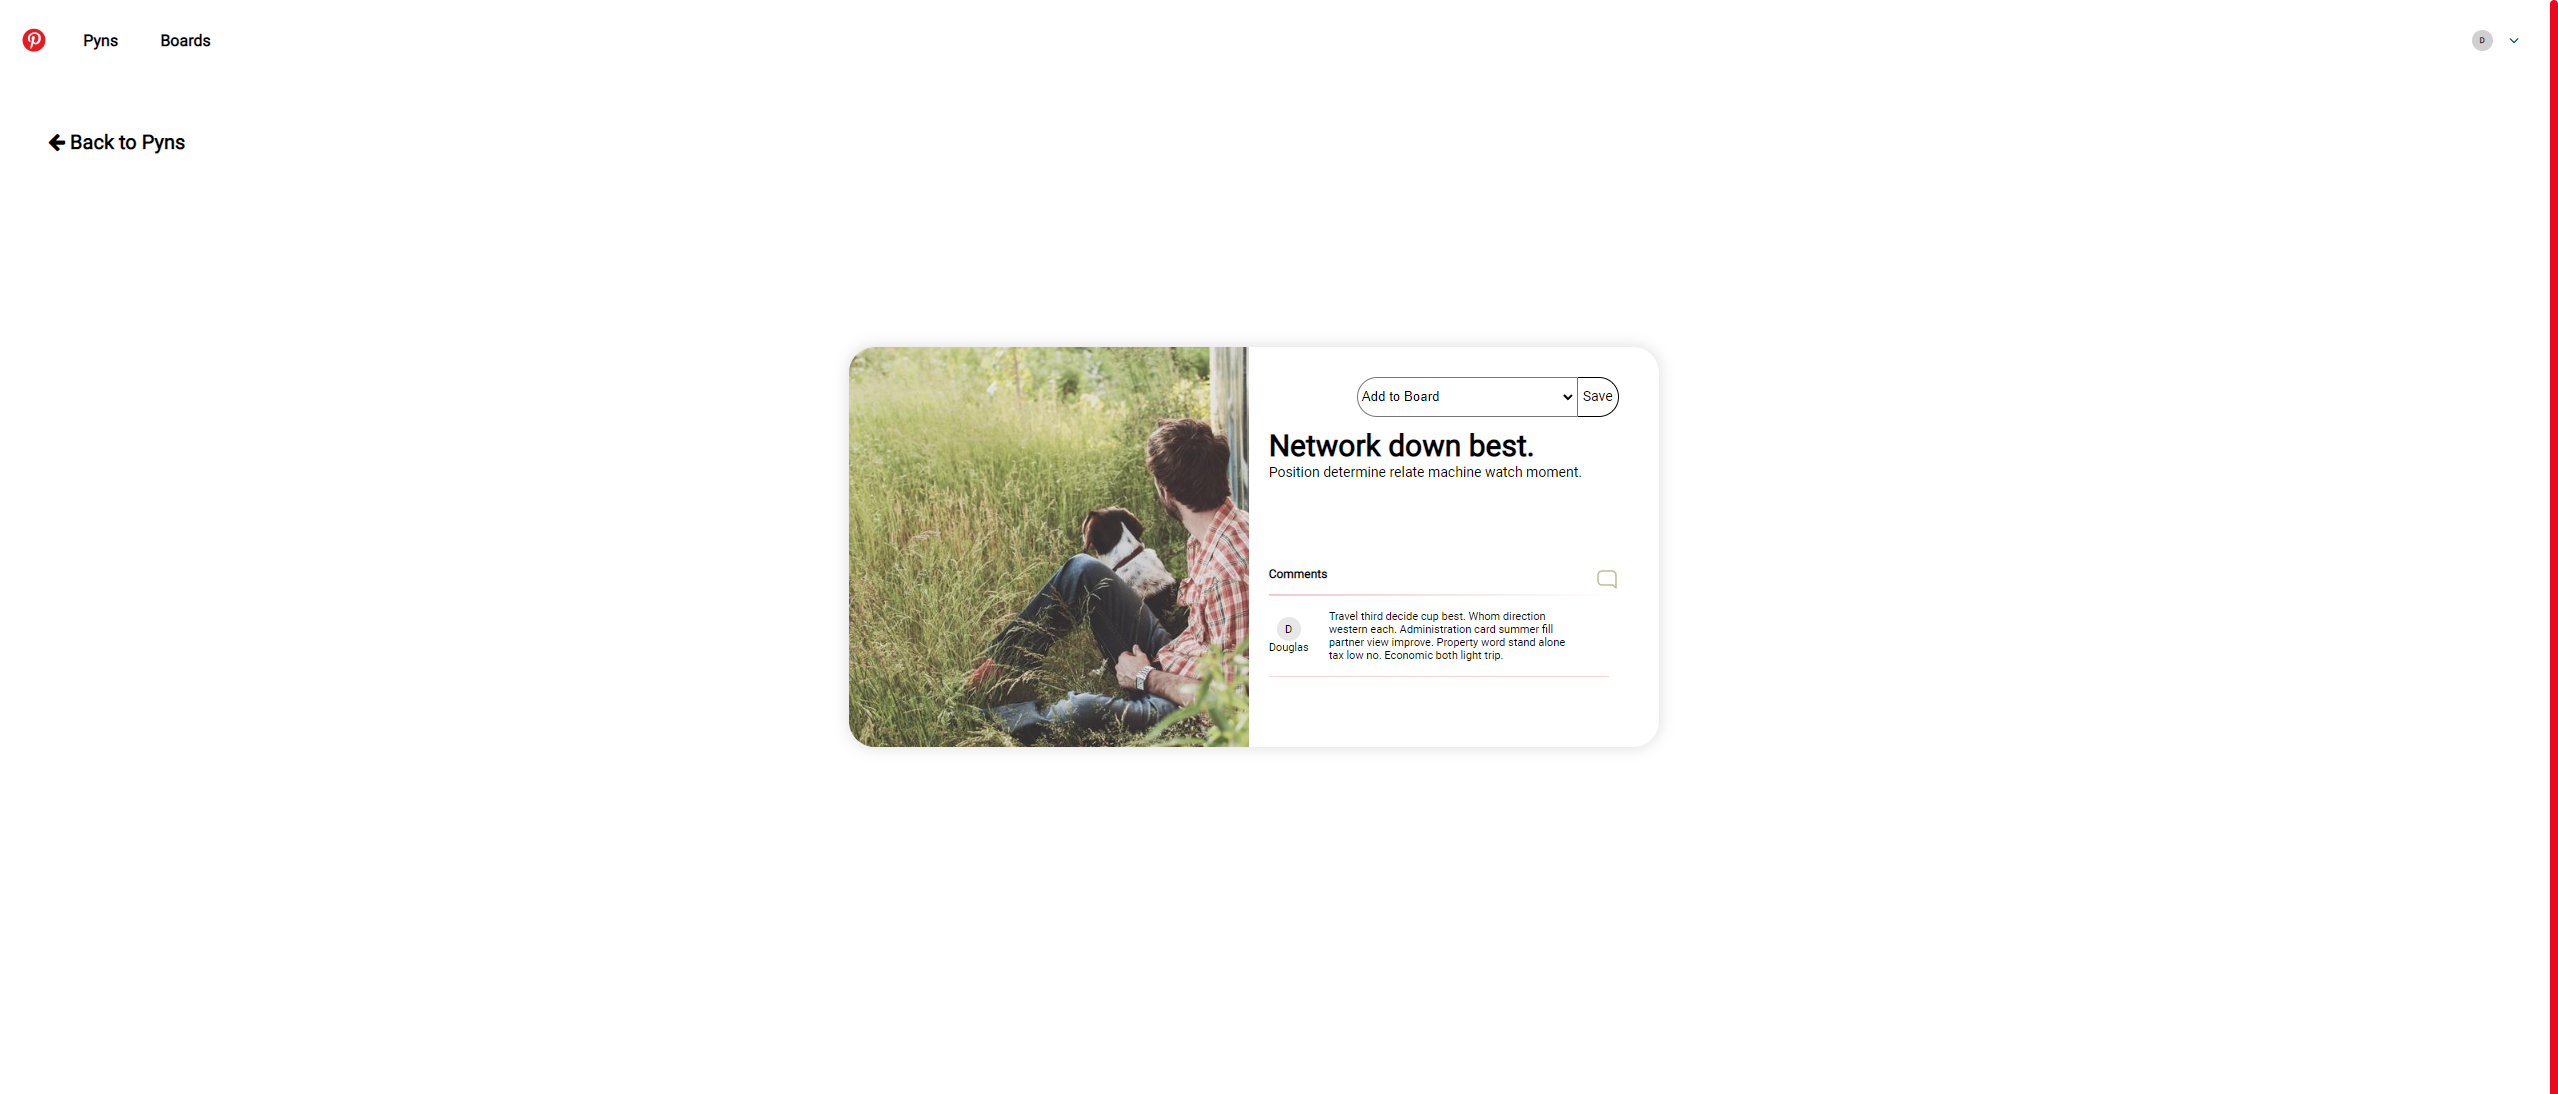 Pyns
Boards
D
Back to Pyns
Add to Board
Save
Network down best.
Position determine relate machine watch moment.
Comments
D
Douglas
Travel third decide cup best. Whom direction
western each. Administration card summer fill
partner view improve. Property word stand alone
tax low no. Economic both light trip.